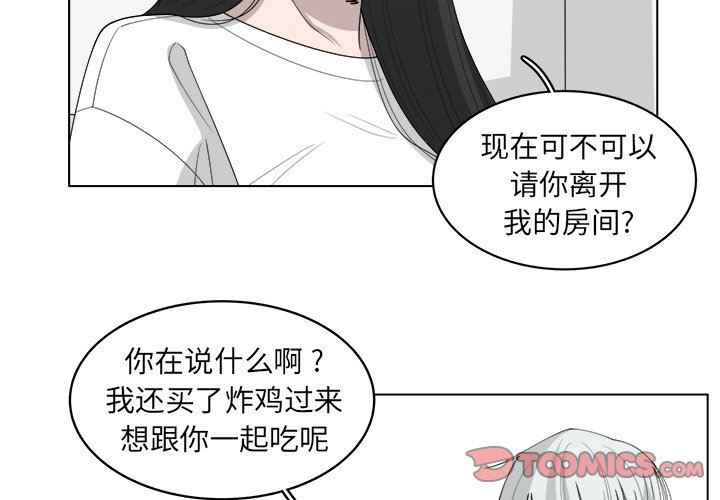 现在可不可以
请你离开
我的房间?
你在说什么啊?
我还买了炸鸡过来
想跟你一起吃呢
TOOMICS.COM